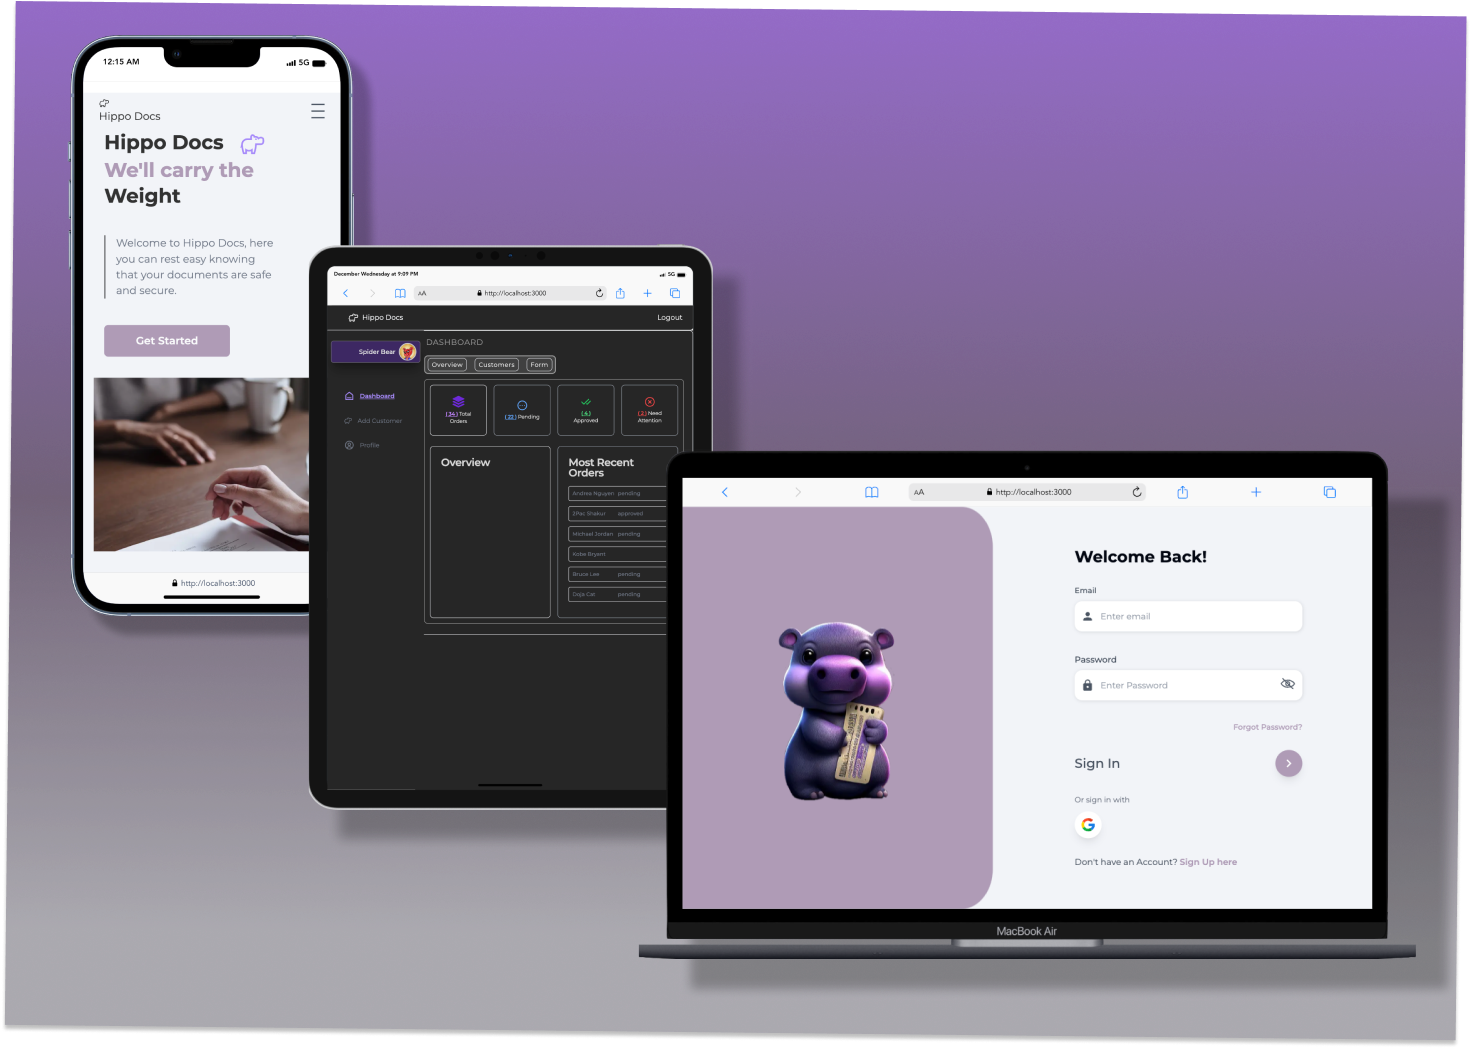 12:15 AM
5G
Hippo Docs
Hippo Docs
We'll carry the
Weight
Welcome to Hippo Docs, here
you can rest easy knowing
that your documents are safe
and secure.
Get Started
http://localhost:3000
December Wednesday at 9:09 PM
5G
AA
http://localhost:3000
Hippo Docs
Logout
Spider Bear
DASHBOARD
Overview
Customers
Form
Dashboard
Add Customer
Profile
(34) Total
Orders
(22) Pending
(4)
Approved
(2) Need
Attention
Overview
Most Recent
Orders
Andrea Nguyen pending
2Pac Shakur approved
Michael Jordan pending
Kobe Bryent
Bruce Lee pending
Doja Cat pending
AA
http://localhost:3000
Welcome Back!
Email
Enter email
Password
Enter Password
Forgot Password?
Sign In
Or sign in with
G
Don't have an Account? Sign Up here
MacBook Air